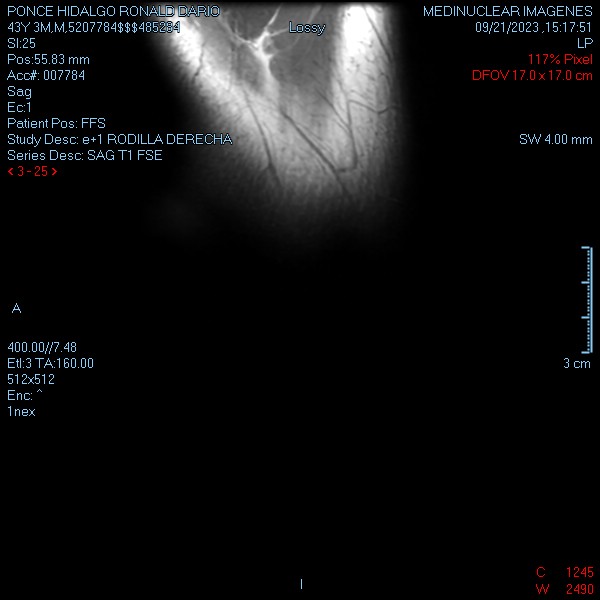 PONCE HIDALGO RONALD DARIO
43Y 3M,M,5207784$$$485284
Sl:25
Pos:55.83 mm
Acc#: 007784
Sag
Ec:1
Patient Pos: FFS
Study Desc: e+1 RODILLA DERECHA
Series Desc: SAG T1 FSE
< 3 - 25 >
Lossy
MEDINUCLEAR IMAGENES
09/21/2023 ,15:17:51
LP
117% Pixel
DFOV 17.0 x 17.0 cm
SW 4.00 mm
A
400.00//7.48
Etl:3 TA:160.00
512x512
Enc: ^
1nex
3 cm
I
C 1245
W 2490